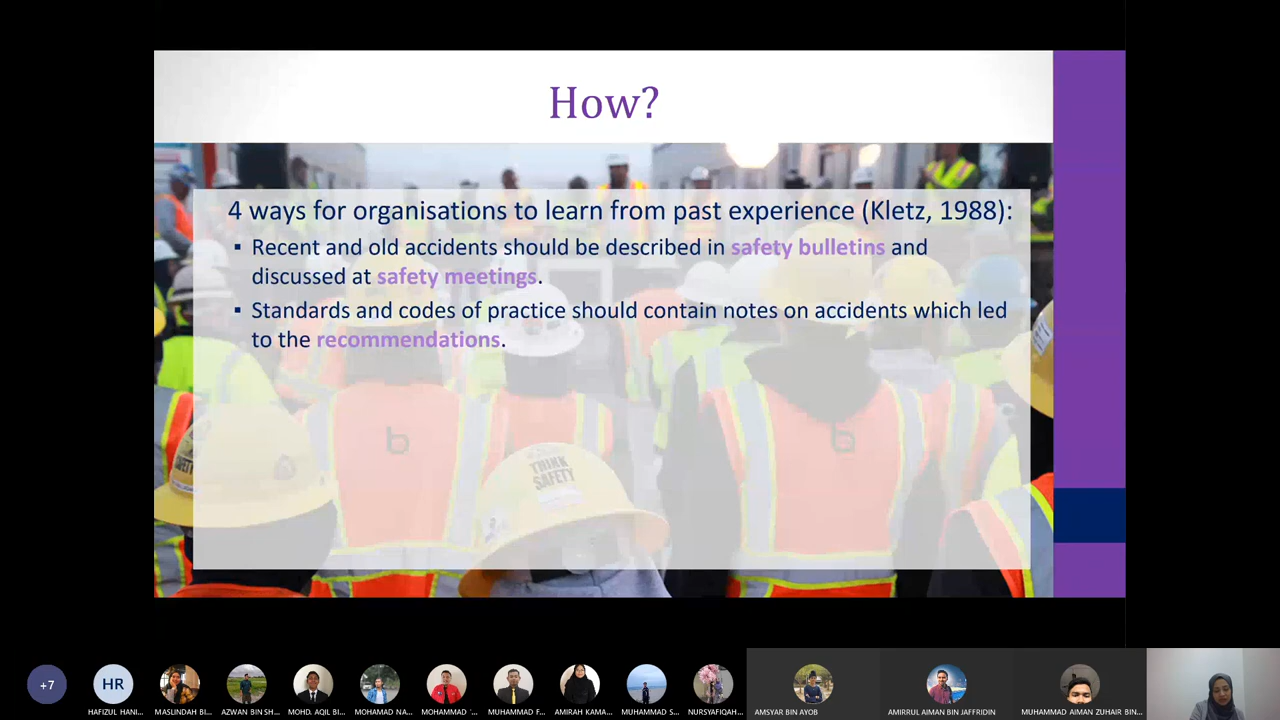 How?
4 ways for organisations to learn from past experience (Kletz, 1988):
▪ Recent and old accidents should be described in safety bulletins and
discussed at safety meetings.
▪ Standards and codes of practice should contain notes on accidents which led
to the recommendations.
THINK
SAFETY
+7
HR
HAFIZUL HANI...
MASLINDAH BI...
AZWAN BIN SH...
MOHD. AQIL BI...
MOHAMAD NA...
MOHAMMAD '...
MUHAMMAD F...
AMIRAH KAMA...
MUHAMMAD S...
NURSYAFIQAH...
AMSYAR BIN AYOB
AMIRRUL AIMAN BIN JAFFRIDIN
MUHAMMAD AIMAN ZUHAIR BIN...